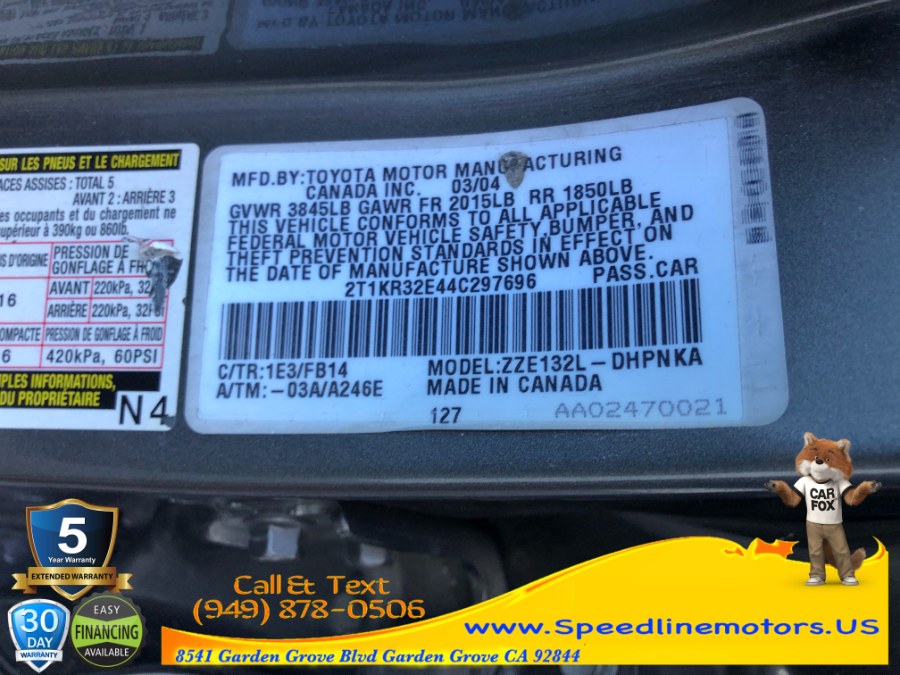 SUR LES PNEUS ET LE CHARGEMENT
ACES ASSISES : TOTAL 5
AVANT 2 : ARRIÈRE 3
es occupants et du chargement ne
supérieur à 390kg ou 860lb.
D'ORIGINE
PRESSION DE
GONFLAGE À
16
AVANT 220kPa,
ARRIÈRE 220kPa,
OMPACTE PRESSION DE GONFLAGE À FROID
6 420kPa, 60PSI
PLES INFORMATIONS,
DU PROPRIÉTAIRE
N4
MFD.BY:TOYOTA MOTOR MANUFACTURING
CANADA INC. 03/04
GVWR 3845LB GAWR FR 2015LB RR 1850LB
THIS VEHICLE CONFORMS TO ALL APPLICABLE
FEDERAL MOTOR VEHICLE SAFETY,BUMPER, AND
THEFT PREVENTION STANDARDS IN EFFECT ON
THE DATE OF MANUFACTURE SHOWN ABOVE.
2T1KR32E44C297696 PASS.CAR
C/TR:1E3/FB14 MODEL:ZZE132L-DHPNKA
A/TM:-03A/A246E MADE IN CANADA
127 AA02470021
CAR
FOX
5
Year Warranty
EXTENDED WARRANTY
30
DAY
WARRANTY
EASY
FINANCING
AVAILABLE
Call & Text
(949) 878-0506
www.Speedlinemotors.US
8541 Garden Grove Blvd Garden Grove CA 92844